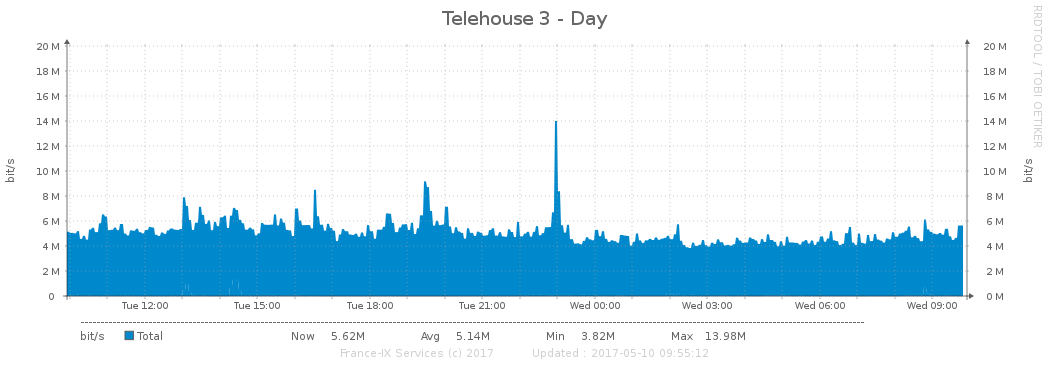 Telehouse 3 - Day
RRDTOOL / TOBI OETIKER
bit/s
bit/s
20 M 20 M
18 M 18 M
16 M 16 M
14 M 14 M
12 M 12 M
10 M 10 M
8 M 8 M
6 M 6 M
4 M 4 M
2 M 2 M
0 0 M
Tue 12:00 Tue 15:00 Tue 18:00 Tue 21:00 Wed 00:00 Wed 03:00 Wed 06:00 Wed 09:00
bit/s Total Now 5.62M Avg 5.14M Min 3.82M Max 13.98M
France-IX Services (c) 2017 Updated : 2017-05-10 09:55:12